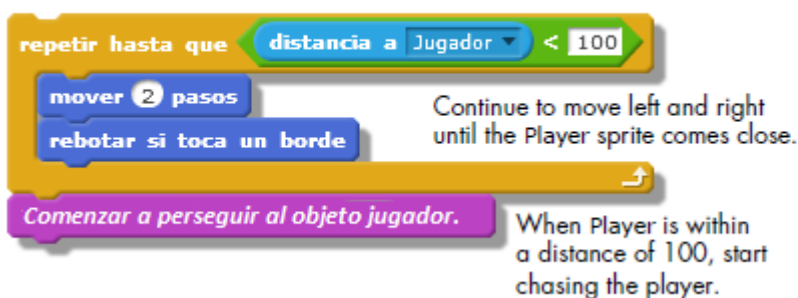 repetir hasta que distancia a Jugador < 100
mover 2 pasos
rebotar si toca un borde
Continue to move left and right
until the Player sprite comes close.
Comenzar a perseguir al objeto jugador.
When Player is within
a distance of 100, start
chasing the player.